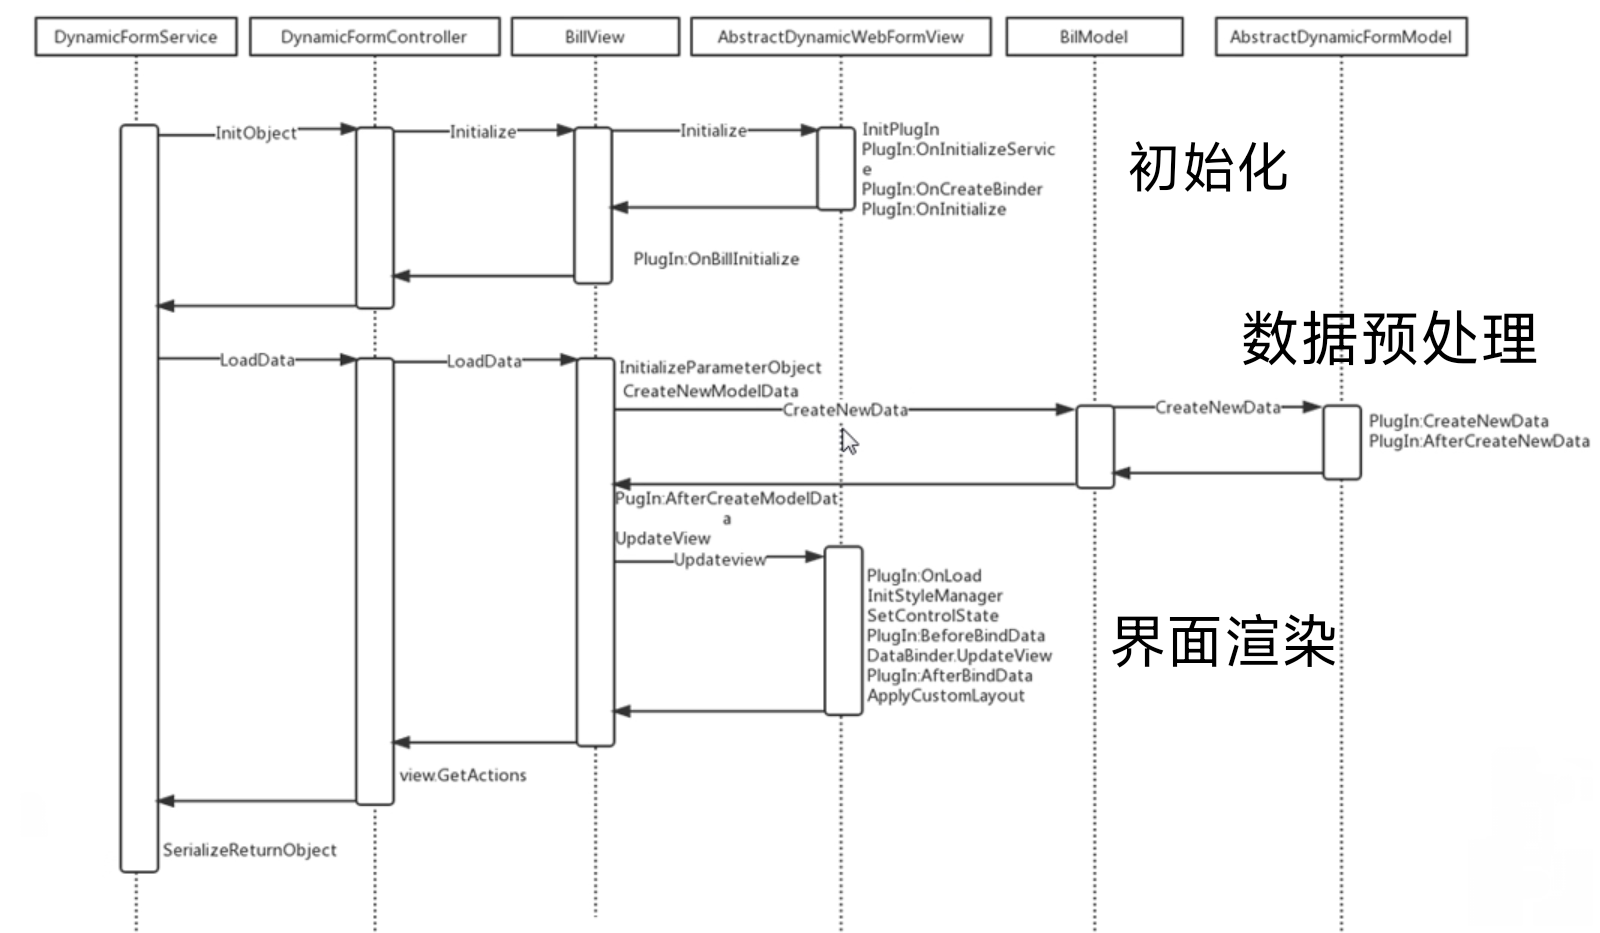 DynamicFormService
DynamicFormController
BillView
AbstractDynamicWebFormView
BilModel
AbstractDynamicFormModel
InitObject
Initialize
Initialize
InitPlugIn
PlugIn:OnInitializeServic
e
PlugIn:OnCreateBinder
PlugIn:OnInitialize
初始化
PlugIn:OnBillInitialize
数据预处理
LoadData
LoadData
InitializeParameterObject
CreateNewModelData
CreateNewData
CreateNewData
PlugIn:CreateNewData
PlugIn:AfterCreateNewData
PugIn:AfterCreateModelDat
a
UpdateView
Updateview
PlugIn:OnLoad
InitStyleManager
SetControlState
PlugIn:BeforeBindData
DataBinder.UpdateView
PlugIn:AfterBindData
ApplyCustomLayout
界面渲染
view.GetActions
SerializeReturnObject